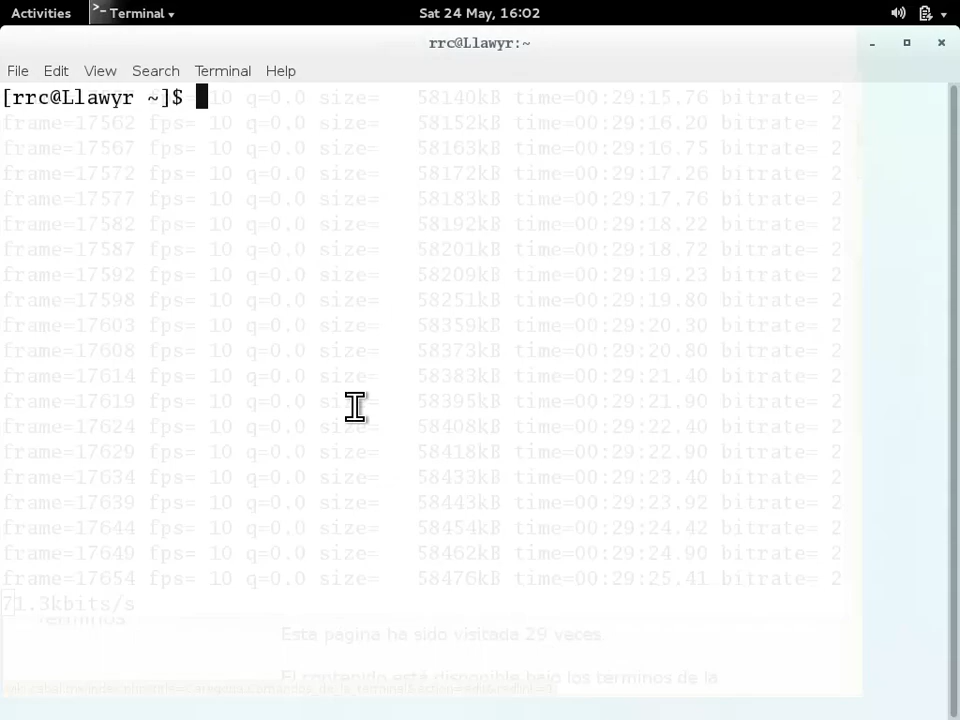 Activities Terminal Sat 24 May, 16:02
rrc@Llawyr:~
File Edit View Search Terminal Help
[rrc@Llawyr ~]$ 10 q=0.0 size= 58140kB time=00:29:15.76 bitrate= 2
frame=17562 fps= 10 q=0.0 size= 58152kB time=00:29:16.20 bitrate= 2
frame=17567 fps= 10 q=0.0 size= 58163kB time=00:29:16.75 bitrate= 2
frame=17572 fps= 10 q=0.0 size= 58172kB time=00:29:17.26 bitrate= 2
frame=17577 fps= 10 q=0.0 size= 58183kB time=00:29:17.76 bitrate= 2
frame=17582 fps= 10 q=0.0 size= 58192kB time=00:29:18.22 bitrate= 2
frame=17587 fps= 10 q=0.0 size= 58201kB time=00:29:18.72 bitrate= 2
frame=17592 fps= 10 q=0.0 size= 58209kB time=00:29:19.23 bitrate= 2
frame=17598 fps= 10 q=0.0 size= 58251kB time=00:29:19.80 bitrate= 2
frame=17603 fps= 10 q=0.0 size= 58359kB time=00:29:20.30 bitrate= 2
frame=17608 fps= 10 q=0.0 size= 58373kB time=00:29:20.80 bitrate= 2
frame=17614 fps= 10 q=0.0 size= 58383kB time=00:29:21.40 bitrate= 2
frame=17619 fps= 10 q=0.0 size= 58395kB time=00:29:21.90 bitrate= 2
frame=17624 fps= 10 q=0.0 size= 58408kB time=00:29:22.40 bitrate= 2
frame=17629 fps= 10 q=0.0 size= 58418kB time=00:29:22.90 bitrate= 2
frame=17634 fps= 10 q=0.0 size= 58433kB time=00:29:23.40 bitrate= 2
frame=17639 fps= 10 q=0.0 size= 58443kB time=00:29:23.92 bitrate= 2
frame=17644 fps= 10 q=0.0 size= 58454kB time=00:29:24.42 bitrate= 2
frame=17649 fps= 10 q=0.0 size= 58462kB time=00:29:24.90 bitrate= 2
frame=17654 fps= 10 q=0.0 size= 58476kB time=00:29:25.41 bitrate= 2
71.3kbits/s
Términos
Esta página ha sido visitada 29 veces.
El contenido está disponible bajo los términos de la